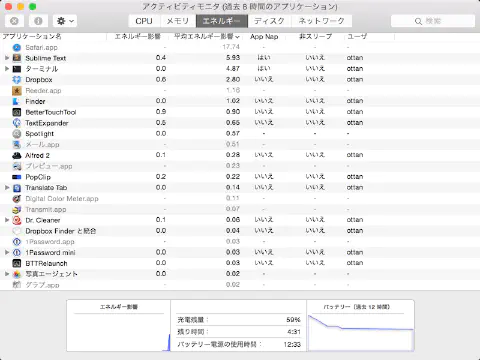 アクティビティモニタ (過去 8 時間のアプリケーション)
CPU メモリ エネルギー ディスク ネットワーク 検索
アプリケーション名 エネルギー影響 平均エネルギー影響 App Nap 非スリープ ユーザ
Safari.app - 17.74 - -
Sublime Text 0.4 5.93 はい いいえ ottan
ターミナル 0.0 4.87 はい いいえ ottan
Dropbox 0.6 2.80 いいえ いいえ ottan
Reeder.app - 1.18 - -
Finder 0.0 1.02 いいえ いいえ ottan
BetterTouchTool 0.9 0.90 いいえ いいえ ottan
TextExpander 0.5 0.65 いいえ いいえ ottan
Spotlight 0.0 0.57 - - ottan
メール.app - 0.51 - -
Alfred 2 0.1 0.28 いいえ いいえ ottan
プレビュー.app - 0.23 - -
PopClip 0.2 0.22 いいえ いいえ ottan
Translate Tab 0.0 0.14 いいえ いいえ ottan
Digital Color Meter.app - 0.11 - -
Transmit.app - 0.07 - -
Dr. Cleaner 0.1 0.06 いいえ いいえ ottan
Dropbox Finder と統合 0.0 0.04 いいえ いいえ ottan
1Password.app - 0.03 - -
1Password mini 0.0 0.03 いいえ いいえ ottan
BTTRelaunch 0.0 0.03 いいえ いいえ ottan
写真エージェント 0.0 0.02 - - ottan
グラブ.app - 0.02 - -
エネルギー影響
充電残量： 59%
残り時間： 4:31
バッテリー電源の使用時間： 12:33
バッテリー（過去 12 時間）